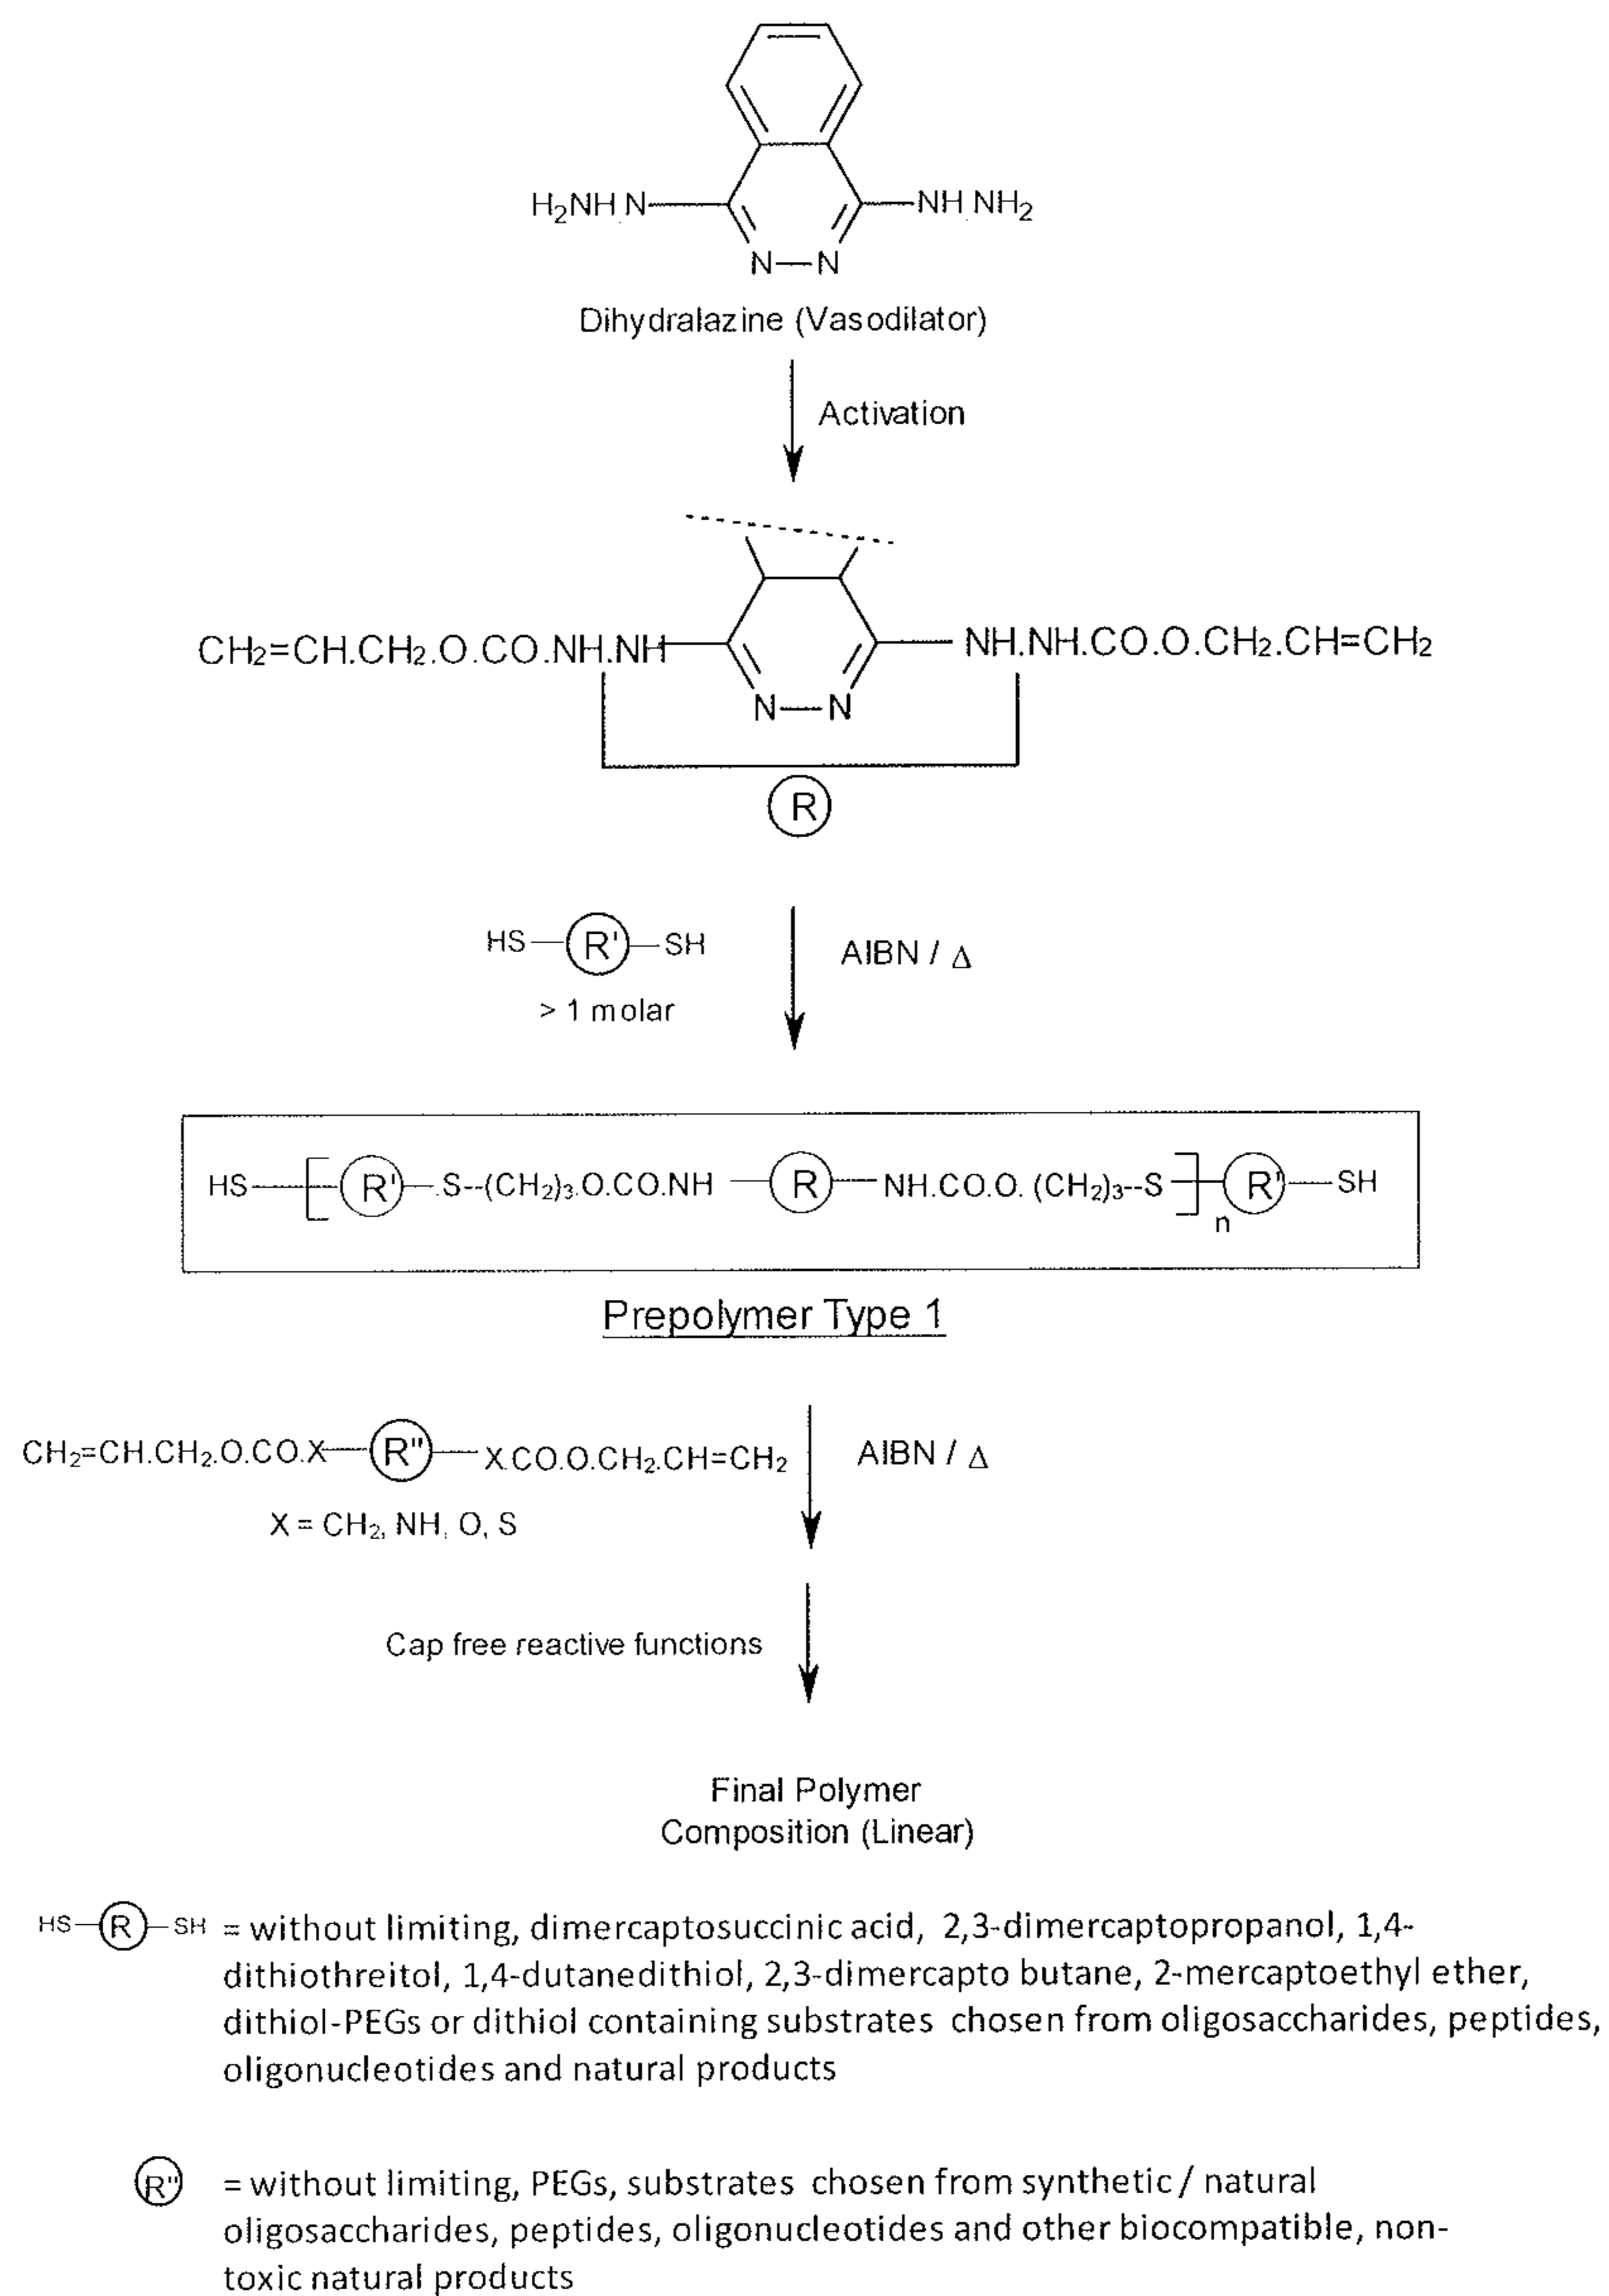 H₂NH N NH NH₂
N—N
Dihydralazine (Vasodilator)
Activation
CH₂=CH.CH₂.O.CO.NH.NH NH.NH.CO.O.CH₂.CH=CH₂
N—N
R
HS—R'—SH AIBN / Δ
> 1 molar
HS—[R'—S--(CH₂)₃.O.CO.NH—R—NH.CO.O. (CH₂)₃--S]n—R'—SH
Prepolymer Type 1
CH₂=CH.CH₂.O.CO.X—R"—X.CO.O.CH₂.CH=CH₂ AIBN / Δ
X = CH₂, NH, O, S
Cap free reactive functions
Final Polymer
Composition (Linear)
HS—R—SH = without limiting, dimercaptosuccinic acid, 2,3-dimercaptopropanol, 1,4-
dithiothreitol, 1,4-dutanedithiol, 2,3-dimercapto butane, 2-mercaptoethyl ether,
dithiol-PEGs or dithiol containing substrates chosen from oligosaccharides, peptides,
oligonucleotides and natural products
R" = without limiting, PEGs, substrates chosen from synthetic / natural
oligosaccharides, peptides, oligonucleotides and other biocompatible, non-
toxic natural products